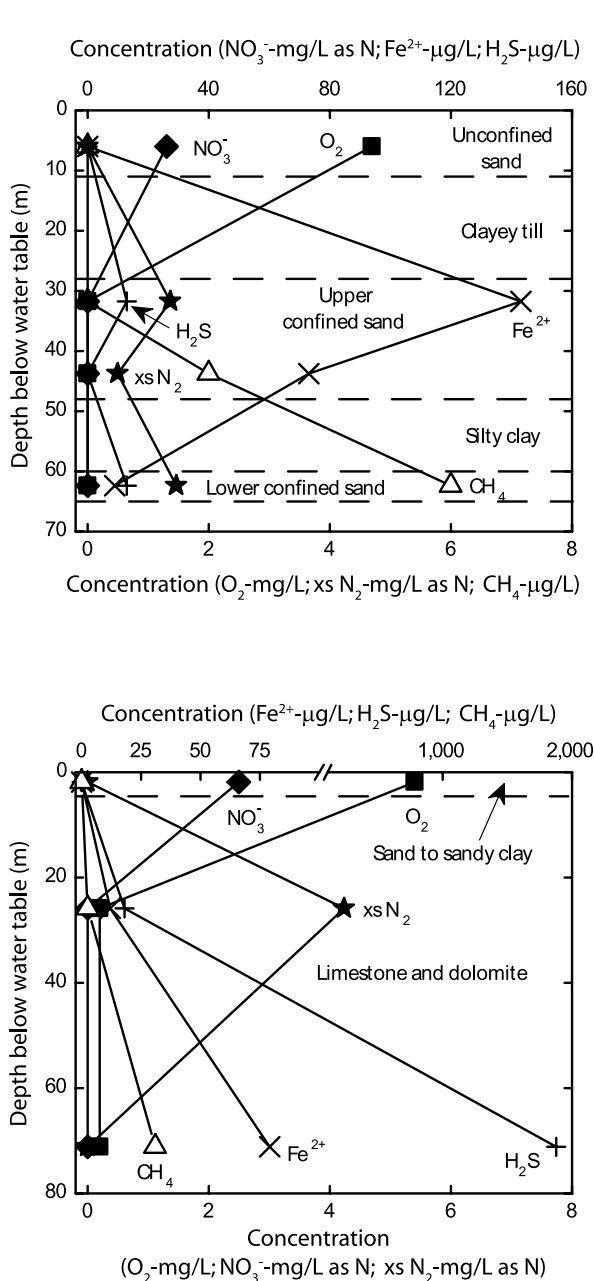 Concentration (NO₃⁻-mg/L as N; Fe²⁺-μg/L; H₂S-μg/L)
0 40 80 120 160
0
10
20
30
40
50
60
70
Depth below water table (m)
NO₃⁻
O₂
Unconfined
sand
Clayey till
Upper
confined sand
H₂S
Fe²⁺
xs N₂
Silty clay
Lower confined sand
CH₄
0 2 4 6 8
Concentration (O₂-mg/L; xs N₂-mg/L as N; CH₄-μg/L)
Concentration (Fe²⁺-μg/L; H₂S-μg/L; CH₄-μg/L)
0 25 50 75 1,000 2,000
0
20
40
60
80
Depth below water table (m)
NO₃⁻
O₂
Sand to sandy clay
xs N₂
Limestone and dolomite
CH₄
Fe²⁺
H₂S
0 2 4 6 8
Concentration
(O₂-mg/L; NO₃⁻-mg/L as N; xs N₂-mg/L as N)